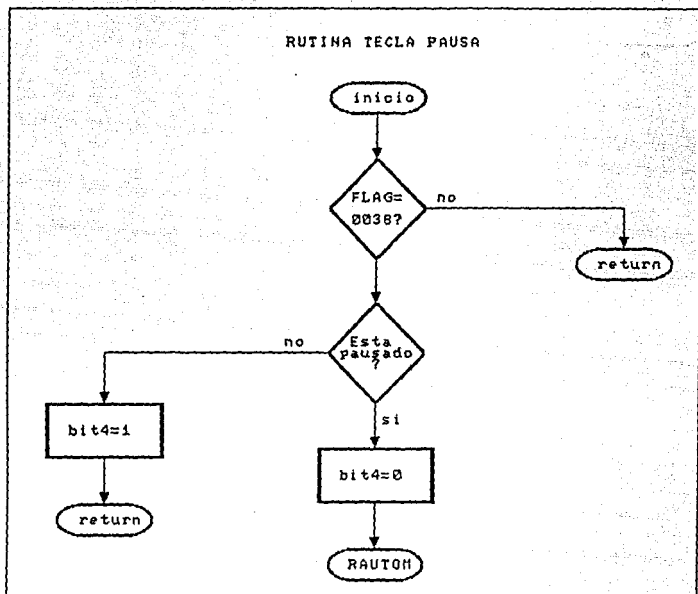 RUTINA TECLA PAUSA
inicio
FLAG=
0038?
no
return
Esta
pausado
?
no
si
bit4=1
bit4=0
return
RAUTOM